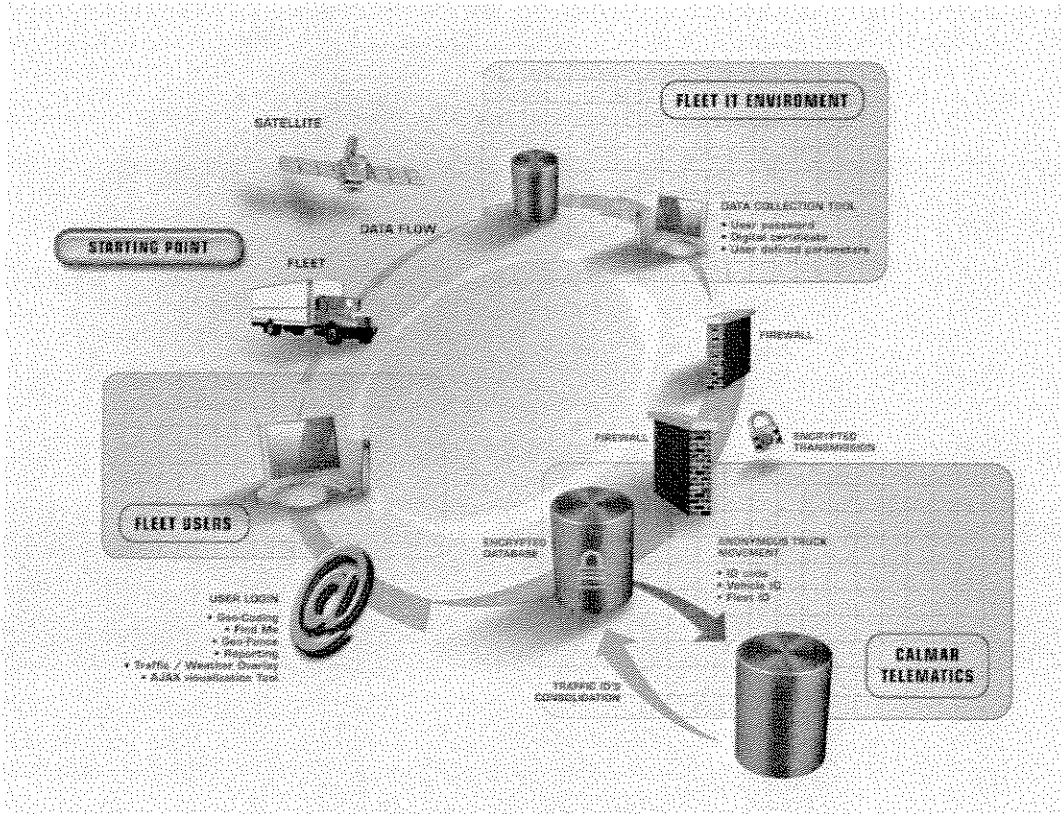 FLEET IT ENVIROMENT
SATELLITE
DATA COLLECTION TOOL
• User password
• Digital certificate
• User defined parameters
DATA FLOW
STARTING POINT
FLEET
FIREWALL
FIREWALL
ENCRYPTED
TRANSMISSION
FLEET USERS
ENCRYPTED
DATABASE
ANONYMOUS TRUCK
MOVEMENT
• ID code
• Vehicle ID
• Fleet ID
USER LOGIN
• Geo-Coding
• Find Me
• Geo-Fence
• Reporting
• Traffic / Weather Overlay
• AJAX visualization Tool
CALMAR
TELEMATICS
TRAFFIC ID'S
CONSOLIDATION